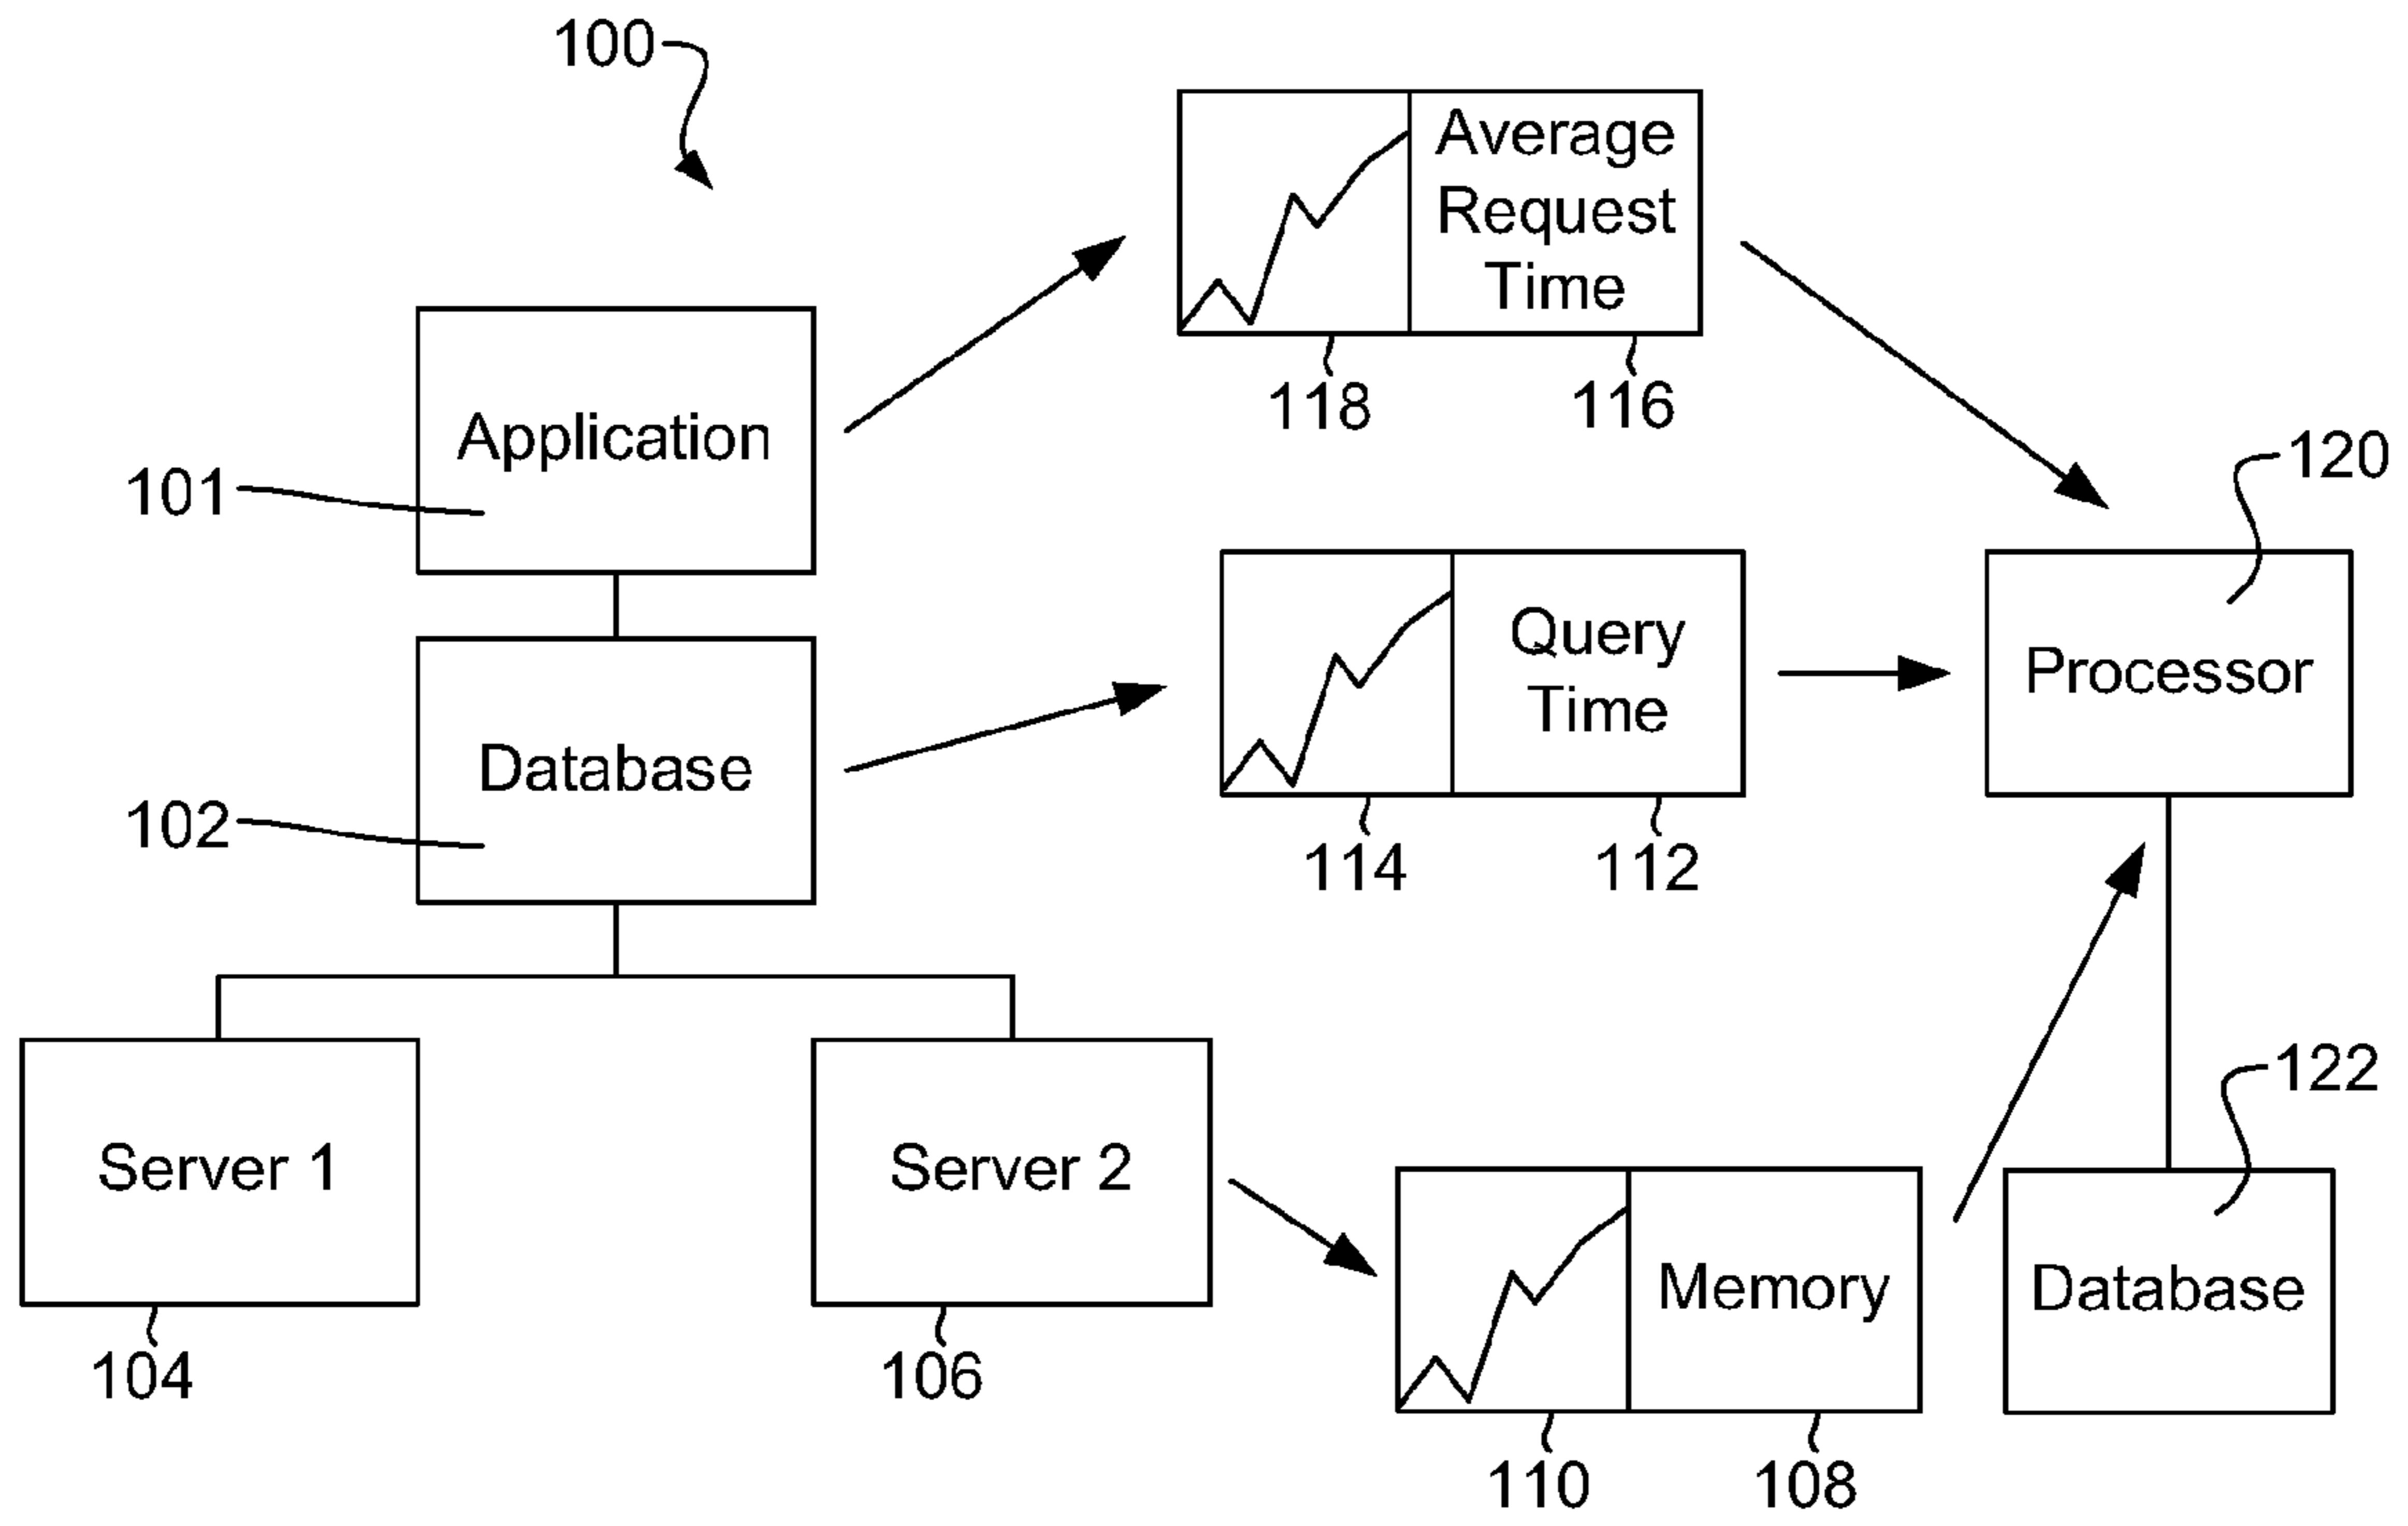 100
Average
Request
Time
118
116
Application
101
120
Query
Time
Processor
114
112
Database
102
Server 1
Server 2
122
Memory
Database
104
106
110
108